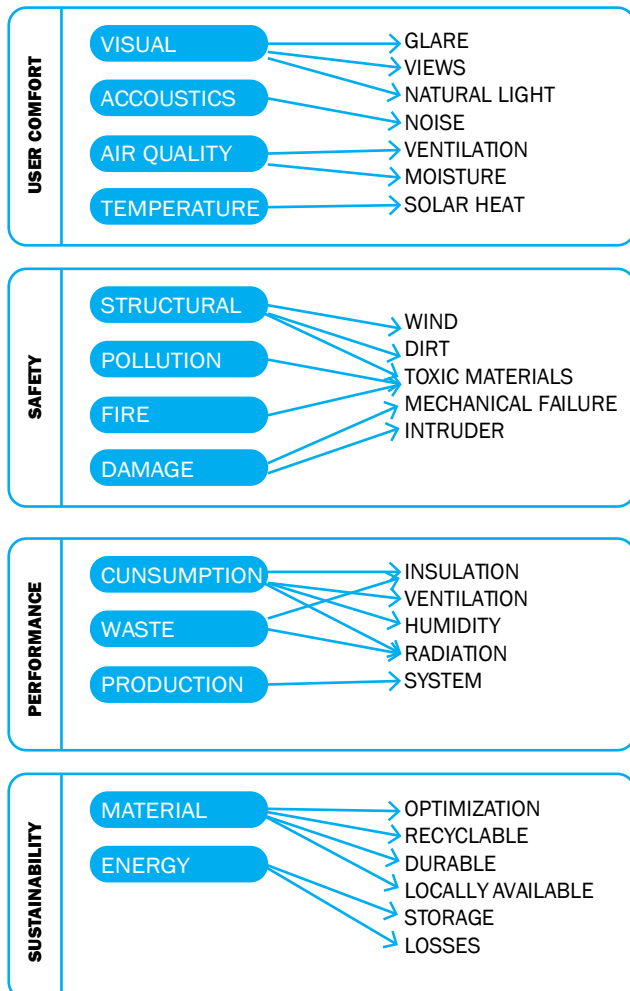 USER COMFORT
VISUAL
ACCOUSTICS
AIR QUALITY
TEMPERATURE
GLARE
VIEWS
NATURAL LIGHT
NOISE
VENTILATION
MOISTURE
SOLAR HEAT
SAFETY
STRUCTURAL
POLLUTION
FIRE
DAMAGE
WIND
DIRT
TOXIC MATERIALS
MECHANICAL FAILURE
INTRUDER
PERFORMANCE
CUNSUMPTION
WASTE
PRODUCTION
INSULATION
VENTILATION
HUMIDITY
RADIATION
SYSTEM
SUSTAINABILITY
MATERIAL
ENERGY
OPTIMIZATION
RECYCLABLE
DURABLE
LOCALLY AVAILABLE
STORAGE
LOSSES